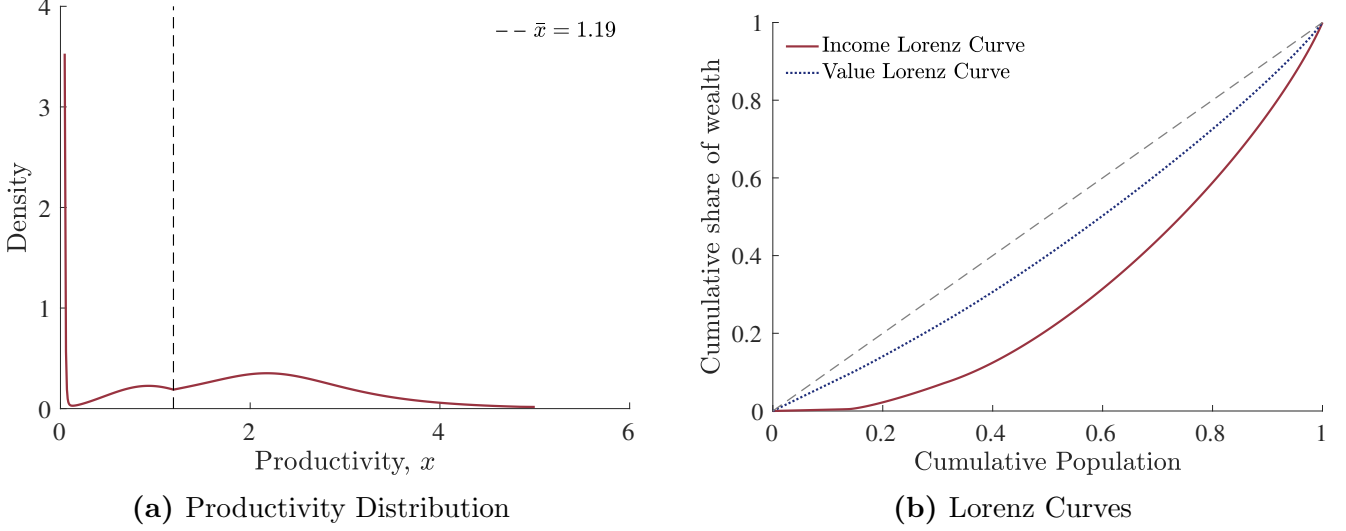 4
3
2
1
0
Density
-- x̄ = 1.19
0 2 4 6
Productivity, x
(a) Productivity Distribution
1
0.8
0.6
0.4
0.2
0
Cumulative share of wealth
Income Lorenz Curve
Value Lorenz Curve
0 0.2 0.4 0.6 0.8 1
Cumulative Population
(b) Lorenz Curves